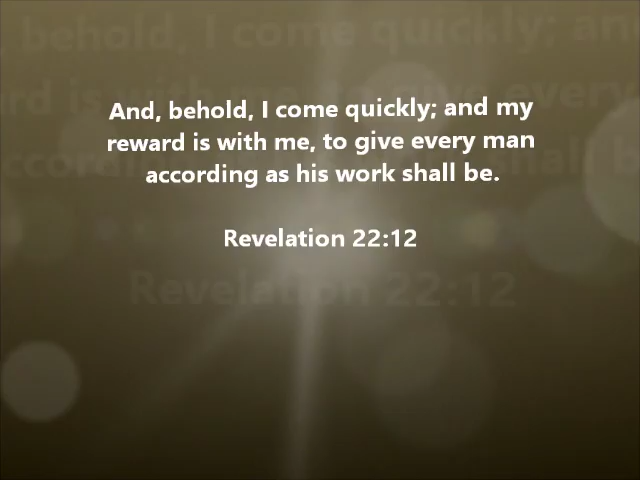 And, behold, I come quickly; and my
reward is with me, to give every man
according as his work shall be.
Revelation 22:12